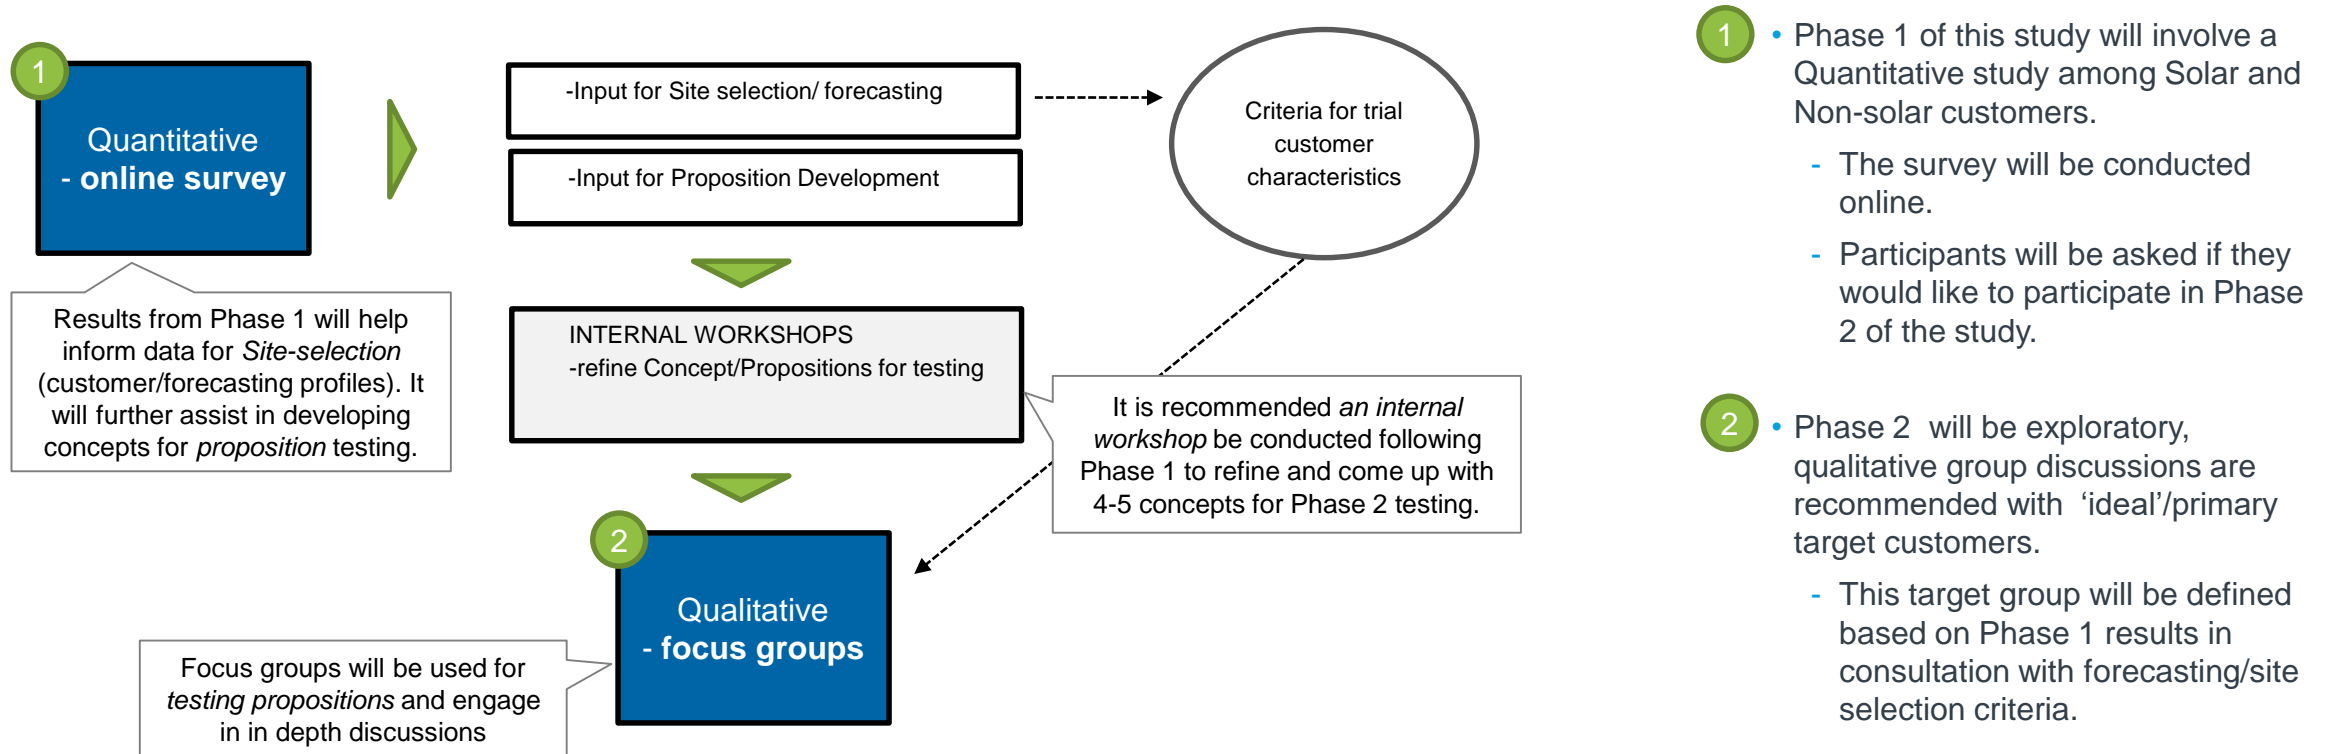 1
Quantitative
- online survey
-Input for Site selection/ forecasting
-Input for Proposition Development
Criteria for trial
customer
characteristics
Results from Phase 1 will help
inform data for Site-selection
(customer/forecasting profiles). It
will further assist in developing
concepts for proposition testing.
INTERNAL WORKSHOPS
-refine Concept/Propositions for testing
It is recommended an internal
workshop be conducted following
Phase 1 to refine and come up with
4-5 concepts for Phase 2 testing.
2
Qualitative
- focus groups
Focus groups will be used for
testing propositions and engage
in in depth discussions
1
• Phase 1 of this study will involve a
Quantitative study among Solar and
Non-solar customers.
- The survey will be conducted
online.
- Participants will be asked if they
would like to participate in Phase
2 of the study.
2
• Phase 2  will be exploratory,
qualitative group discussions are
recommended with  ‘ideal’/primary
target customers.
- This target group will be defined
based on Phase 1 results in
consultation with forecasting/site
selection criteria.